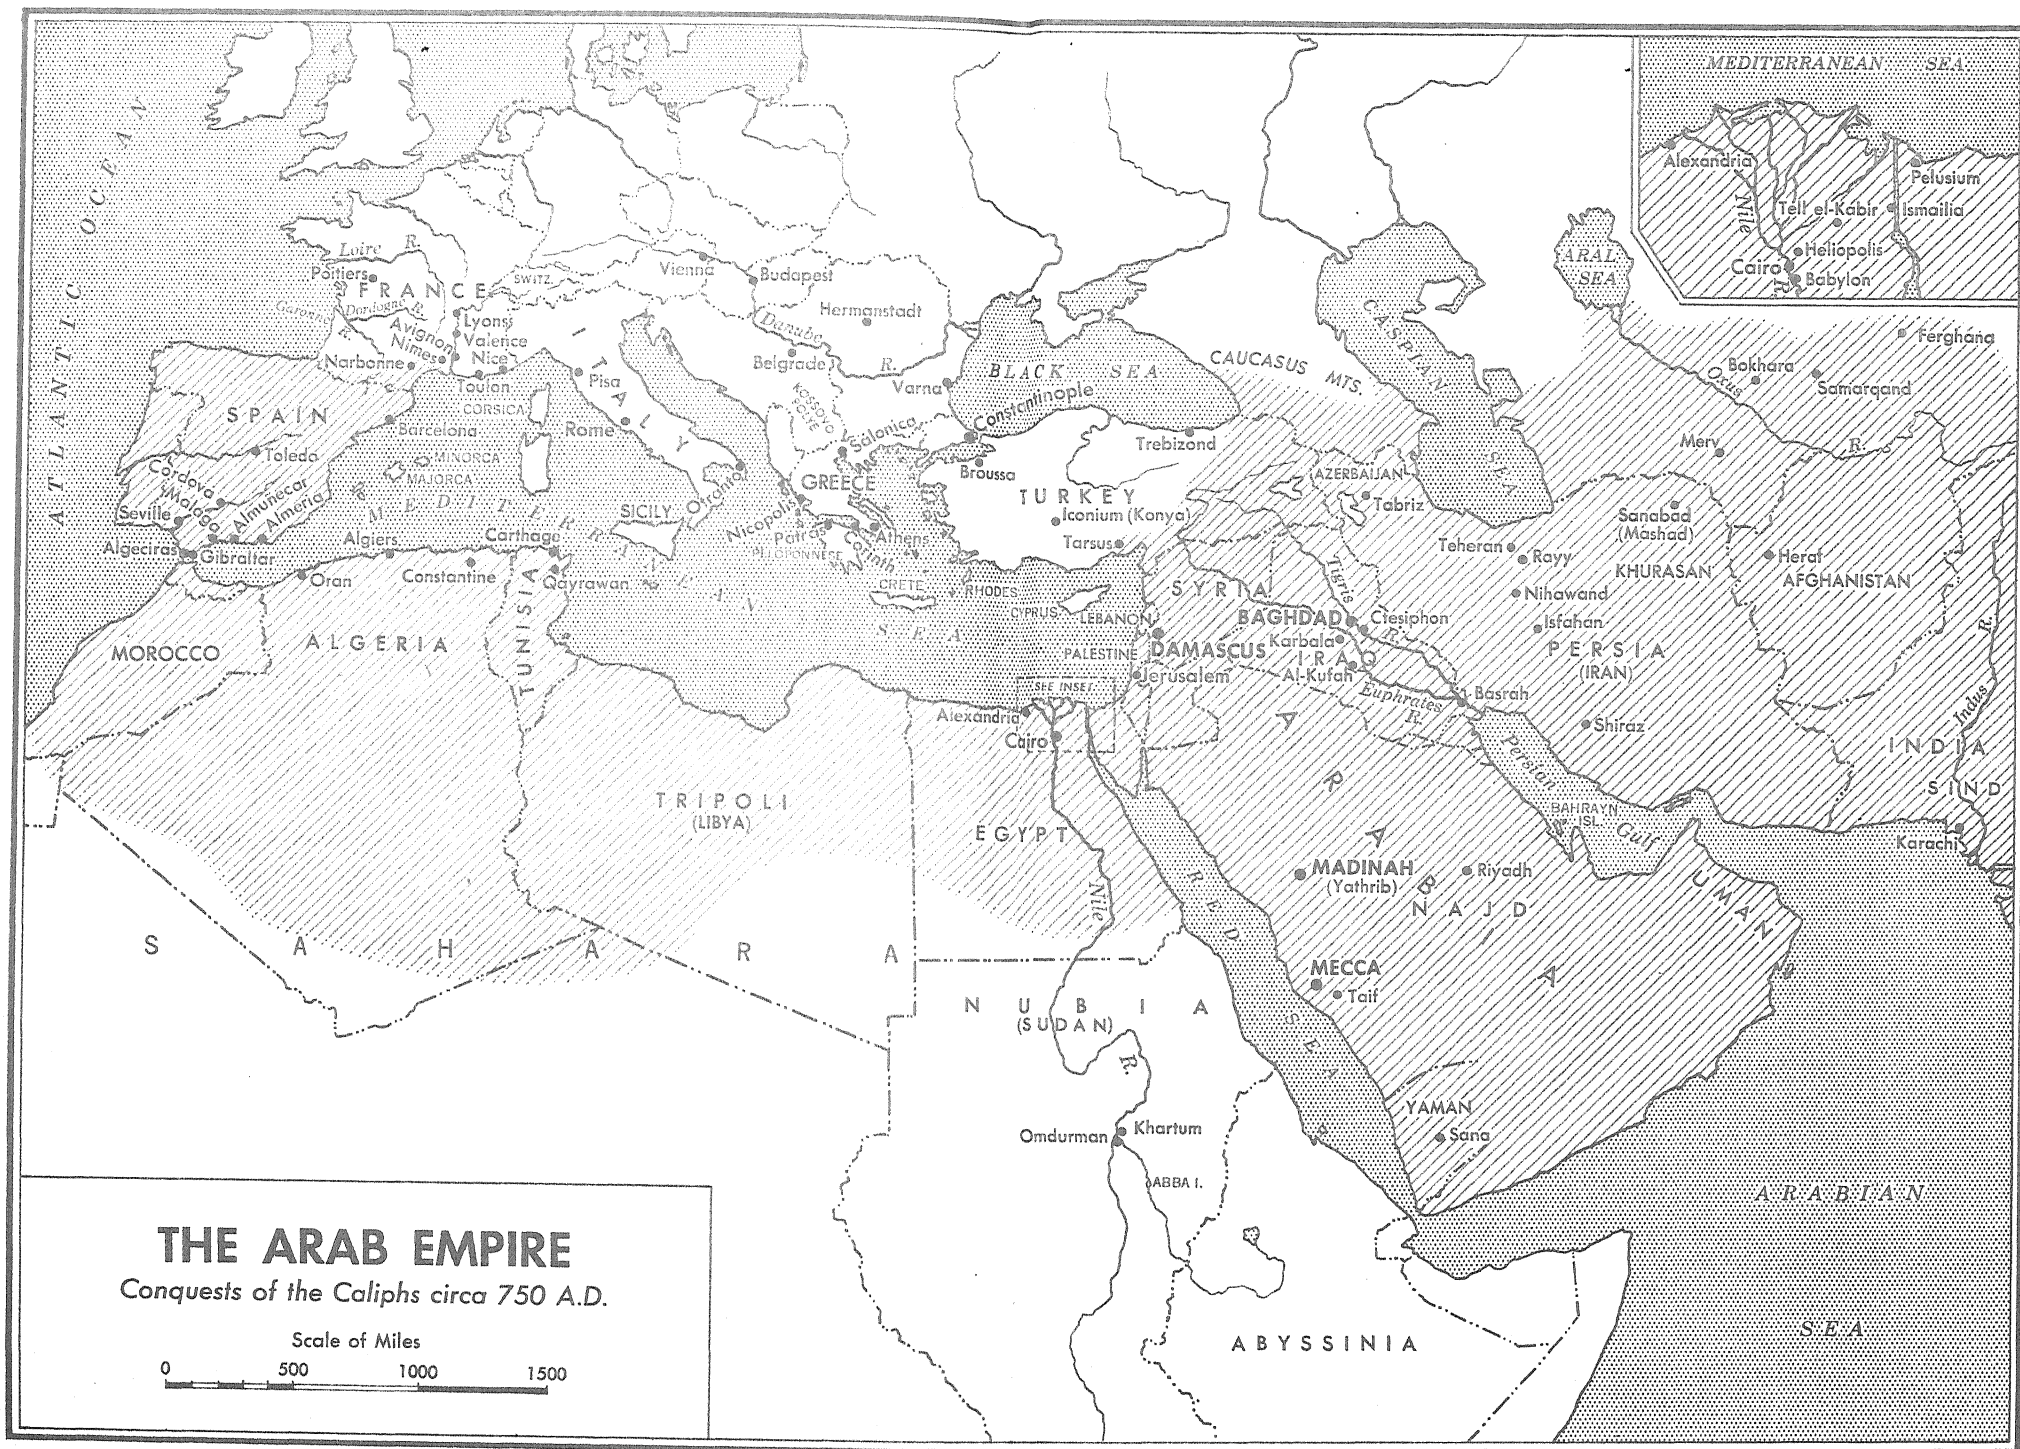 MEDITERRANEAN SEA
Alexandria
Pelusium
Nile
R.
Tell el-Kabir
Ismailia
Heliopolis
Cairo
Babylon
ATLANTIC OCEAN
Loire R.
Poitiers
FRANCE
SWITZ.
Vienna
Budapest
Garonne R.
Dordogne R.
Lyons
Avignon
Valence
Nimes
Nice
Narbonne
Toulon
ITALY
Pisa
Rome
Hermanstadt
Danube R.
Belgrade
KOSSOVO
POLYE
Varna
BLACK SEA
CAUCASUS MTS.
CASPIAN SEA
ARAL
SEA
Ferghana
Bokhara
Samarqand
Oxus R.
Merv
SPAIN
CORSICA
Barcelona
Toledo
MINORCA
MAJORCA
Cordova
Malaga
Almuñecar
Almeria
Seville
Algeciras
Gibraltar
MEDITERRANEAN SEA
SICILY
Otranto
Salonica
Constantinople
Broussa
Trebizond
GREECE
Nicopolis
Patras
PELOPONNESE
Corinth
Athens
TURKEY
Iconium (Konya)
Tarsus
AZERBAIJAN
Tabriz
Sanabad
(Mashad)
Teheran
Rayy
KHURASAN
Herat
AFGHANISTAN
Nihawand
Isfahan
PERSIA
(IRAN)
Shiraz
Algiers
Carthage
Oran
Constantine
Qayrawan
CRETE
RHODES
CYPRUS
LEBANON
SYRIA
Tigris R.
BAGHDAD
Ctesiphon
PALESTINE
DAMASCUS
Karbala
IRAQ
Al-Kufah
Jerusalem
Euphrates R.
Basrah
MOROCCO
ALGERIA
TUNISIA
SEE INSET
Alexandria
Cairo
Indus R.
INDIA
SIND
Karachi
Persian Gulf
BAHRAYN
ISL.
TRIPOLI
(LIBYA)
EGYPT
Nile R.
ARABIA
MADINAH
(Yathrib)
Riyadh
NAJD
UMAN
RED SEA
MECCA
Taif
SAHARA
NUBIA
(SUDAN)
YAMAN
Sana
Omdurman
Khartum
ABBA I.
ABYSSINIA
ARABIAN
SEA
THE ARAB EMPIRE
Conquests of the Caliphs circa 750 A.D.
Scale of Miles
0 500 1000 1500